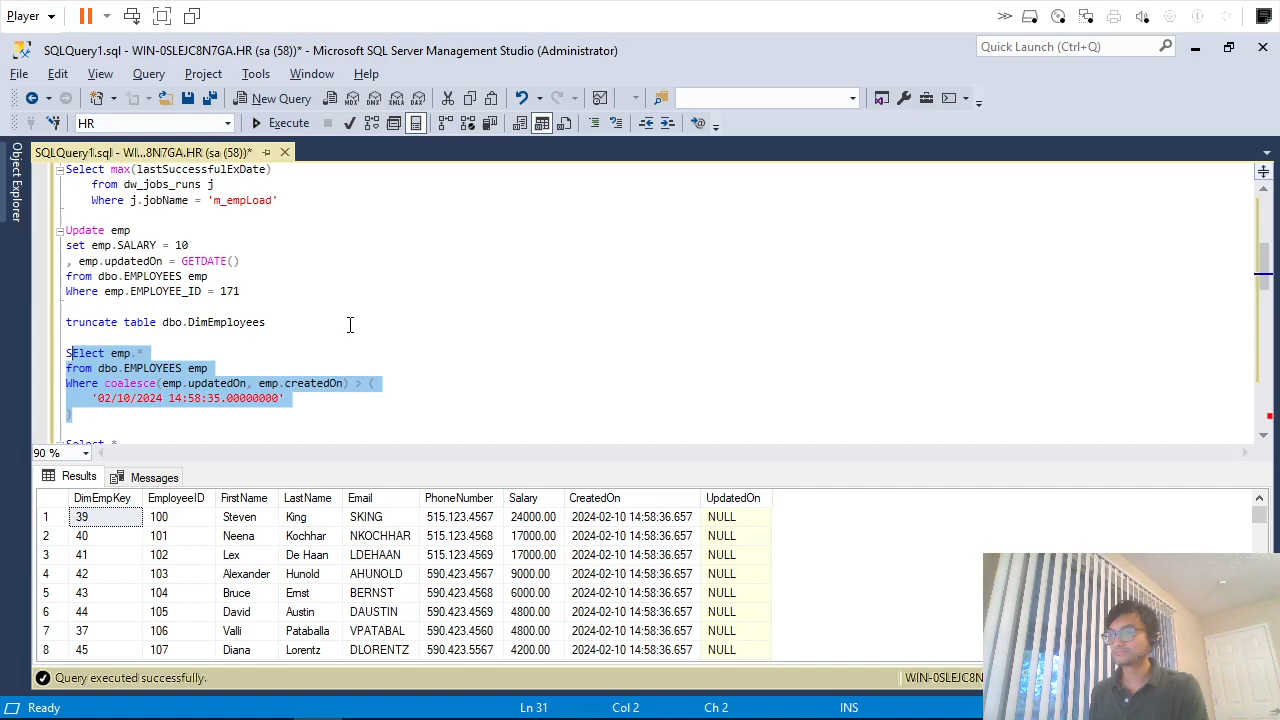 Player
SQLQuery1.sql - WIN-0SLEJC8N7GA.HR (sa (58))* - Microsoft SQL Server Management Studio (Administrator)
Quick Launch (Ctrl+Q)
File Edit View Query Project Tools Window Help
New Query
MDX DMX XMLA DAX
HR
Execute
SQLQuery1.sql - WI...8N7GA.HR (sa (58))*
Object Explorer
Select max(lastSuccessfulExDate)
from dw_jobs_runs j
Where j.jobName = 'm_empLoad'
Update emp
set emp.SALARY = 10
, emp.updatedOn = GETDATE()
from dbo.EMPLOYEES emp
Where emp.EMPLOYEE_ID = 171
truncate table dbo.DimEmployees
SElect emp.*
from dbo.EMPLOYEES emp
Where coalesce(emp.updatedOn, emp.createdOn) > (
'02/10/2024 14:58:35.00000000'
)
Select *
90 %
Results Messages
DimEmpKey EmployeeID FirstName LastName Email PhoneNumber Salary CreatedOn UpdatedOn
1 39 100 Steven King SKING 515.123.4567 24000.00 2024-02-10 14:58:36.657 NULL
2 40 101 Neena Kochhar NKOCHHAR 515.123.4568 17000.00 2024-02-10 14:58:36.657 NULL
3 41 102 Lex De Haan LDEHAAN 515.123.4569 17000.00 2024-02-10 14:58:36.657 NULL
4 42 103 Alexander Hunold AHUNOLD 590.423.4567 9000.00 2024-02-10 14:58:36.657 NULL
5 43 104 Bruce Ernst BERNST 590.423.4568 6000.00 2024-02-10 14:58:36.657 NULL
6 44 105 David Austin DAUSTIN 590.423.4569 4800.00 2024-02-10 14:58:36.657 NULL
7 37 106 Valli Pataballa VPATABAL 590.423.4560 4800.00 2024-02-10 14:58:36.657 NULL
8 45 107 Diana Lorentz DLORENTZ 590.423.5567 4200.00 2024-02-10 14:58:36.657 NULL
Query executed successfully.
WIN-0SLEJC8N
Ready
Ln 31
Col 2
Ch 2
INS